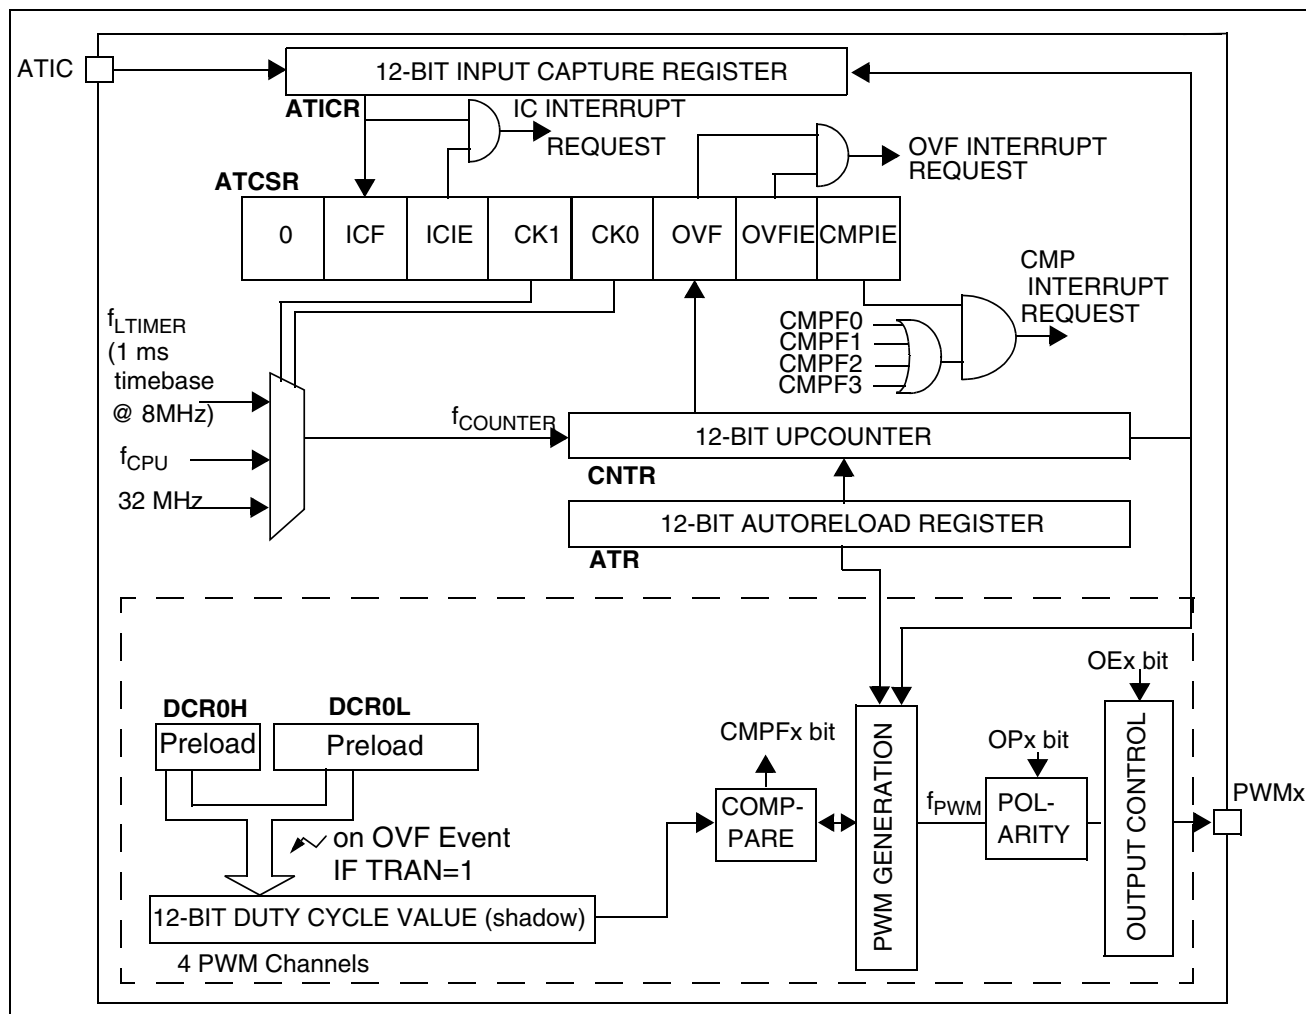 ATIC
12-BIT INPUT CAPTURE REGISTER
ATICR
IC INTERRUPT
REQUEST
OVF INTERRUPT
REQUEST
ATCSR
0
ICF
ICIE
CK1
CK0
OVF
OVFIE
CMPIE
CMP
INTERRUPT
REQUEST
CMPF0
CMPF1
CMPF2
CMPF3
fLTIMER
(1 ms
timebase
@ 8MHz)
fCPU
32 MHz
fCOUNTER
12-BIT UPCOUNTER
CNTR
12-BIT AUTORELOAD REGISTER
ATR
OEx bit
DCR0H
DCR0L
Preload
Preload
CMPFx bit
OPx bit
on OVF Event
IF TRAN=1
COMP-
PARE
PWM GENERATION
fPWM
POL-
ARITY
OUTPUT CONTROL
PWMx
12-BIT DUTY CYCLE VALUE (shadow)
4 PWM Channels